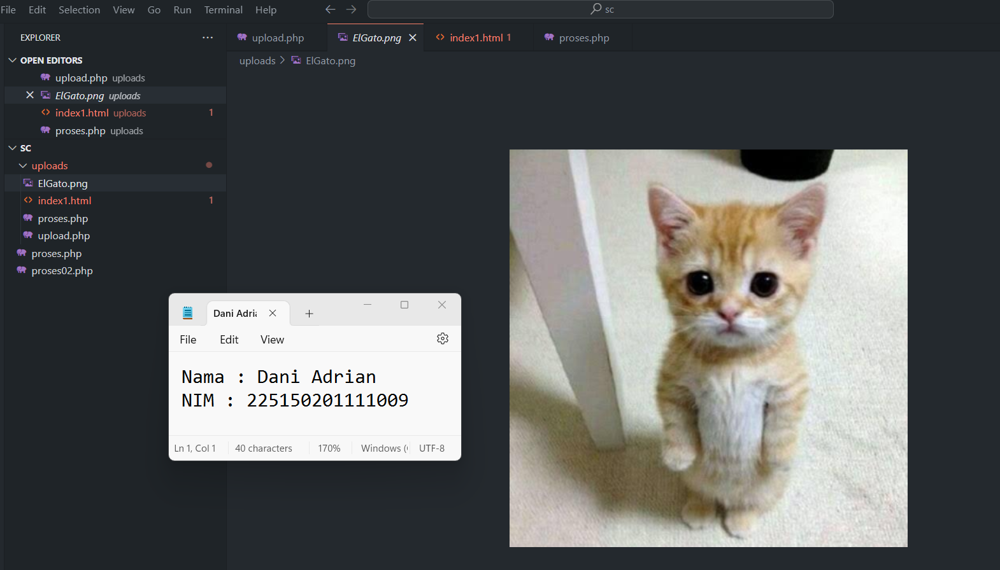 File Edit Selection View Go Run Terminal Help
sc
EXPLORER
OPEN EDITORS
upload.php uploads
ElGato.png uploads
index1.html uploads 1
proses.php uploads
SC
uploads
ElGato.png
index1.html 1
proses.php
upload.php
proses.php
proses02.php
upload.php ElGato.png index1.html 1 proses.php
uploads > ElGato.png
Dani Adria
File Edit View
Nama : Dani Adrian
NIM : 225150201111009
Ln 1, Col 1 40 characters 170% Windows ( UTF-8